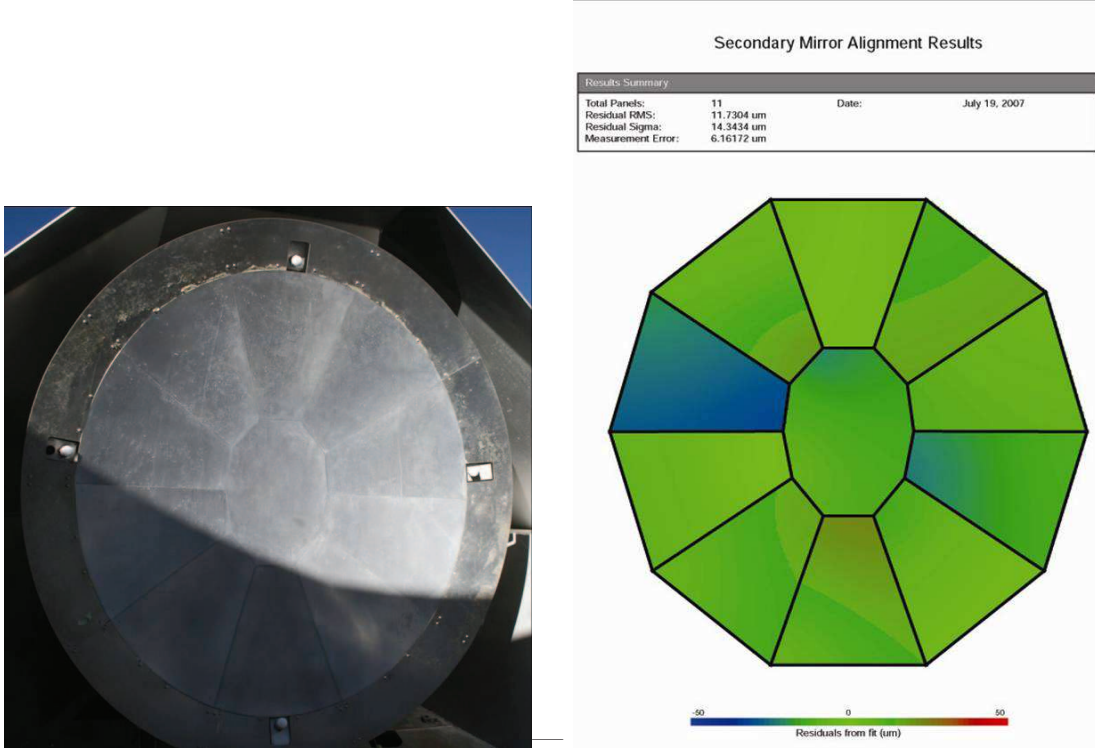 Secondary Mirror Alignment Results
Results Summary
Total Panels: 11 Date: July 19, 2007
Residual RMS: 11.7304 um
Residual Sigma: 14.3434 um
Measurement Error: 6.16172 um
-50 0 50
Residuals from fit (um)